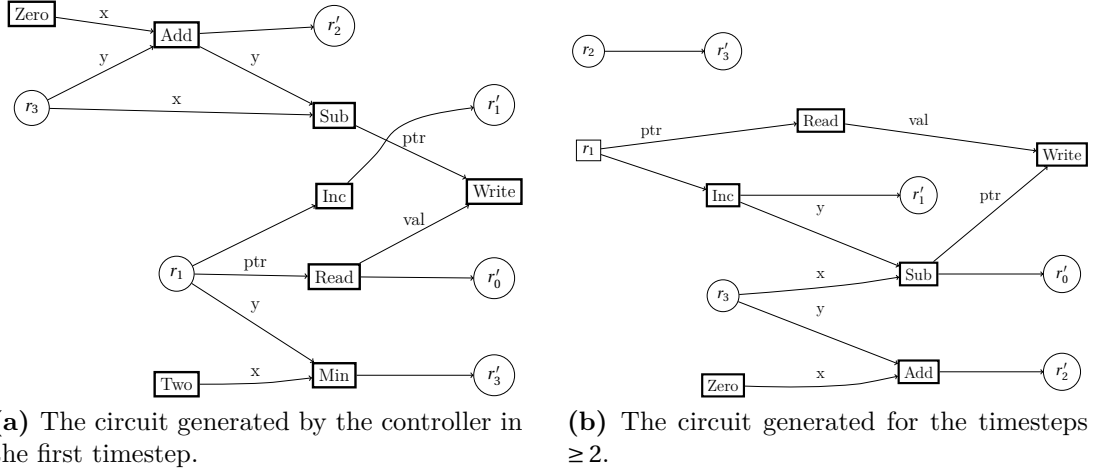 Zero
x
Add
r′2
y
y
r3
x
Sub
r′1
ptr
Inc
Write
val
r1
ptr
Read
r′0
y
Two
x
Min
r′3
(a) The circuit generated by the controller in
the first timestep.
r2
r′3
ptr
Read
val
r1
Write
Inc
r′1
y
ptr
x
Sub
r′0
r3
y
x
Add
r′2
Zero
(b) The circuit generated for the timesteps
≥2.